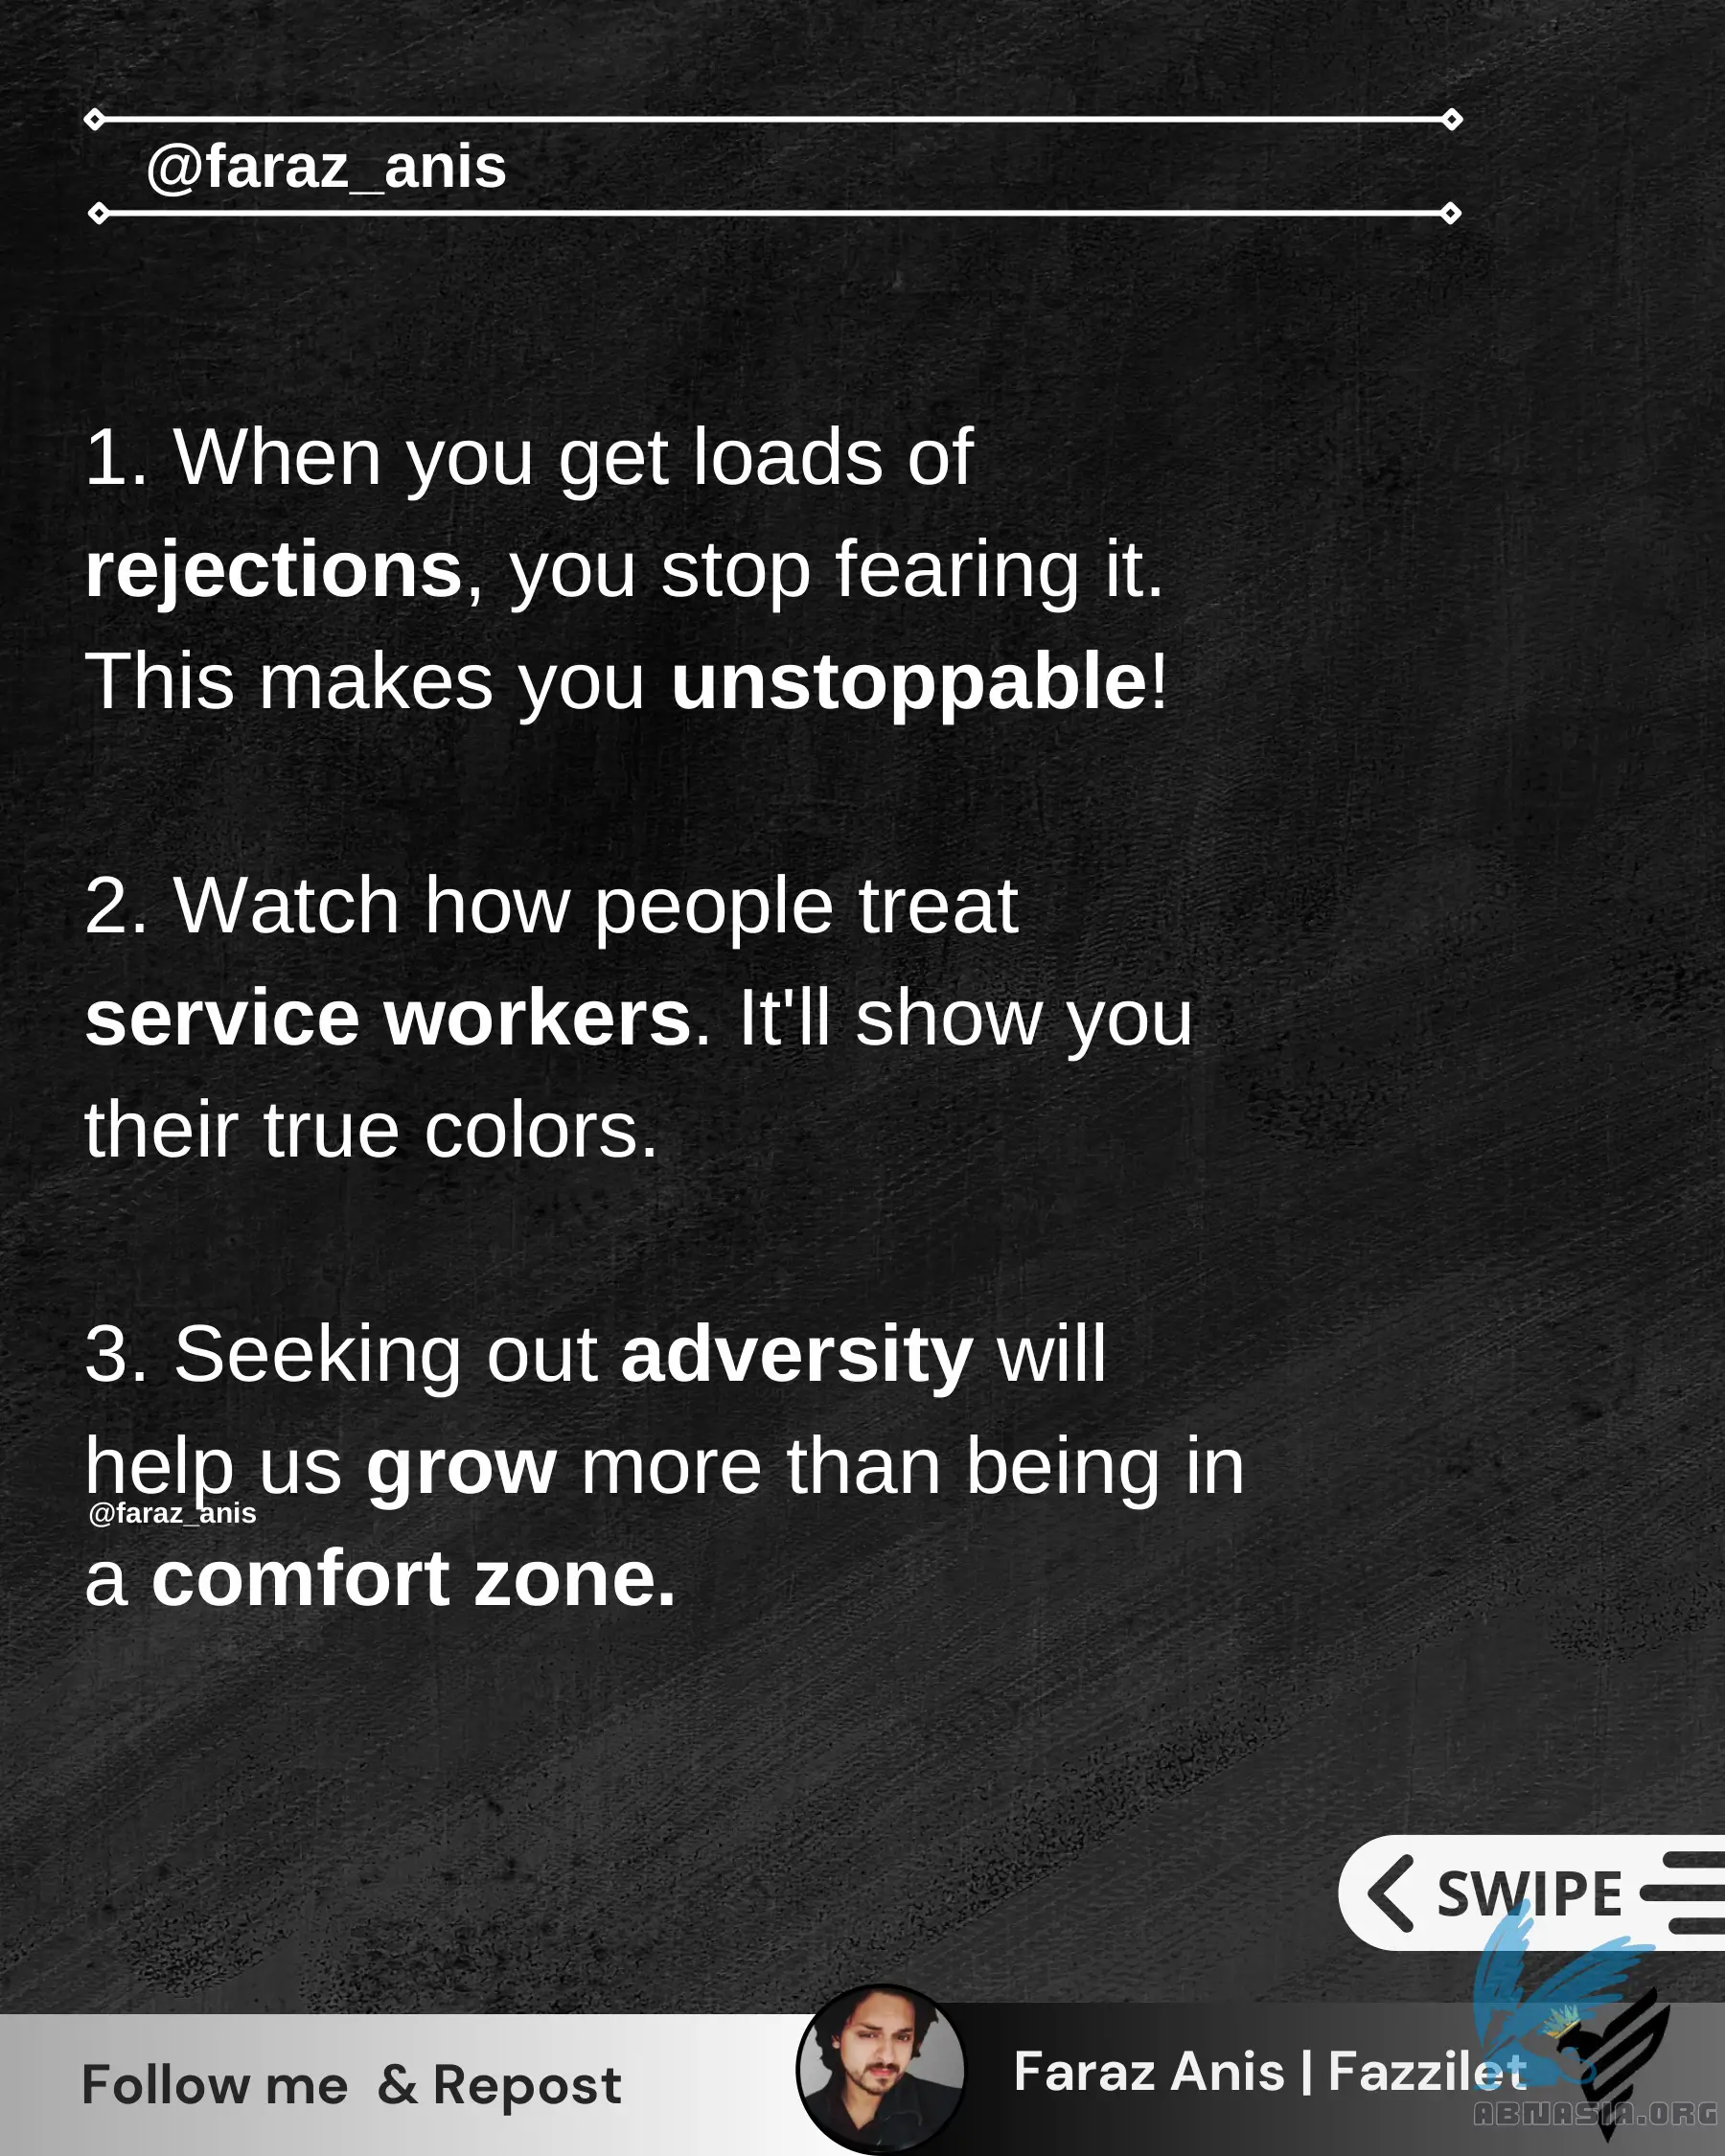 @faraz_anis
1. When you get loads of
rejections, you stop fearing it.
This makes you unstoppable!
2. Watch how people treat
service workers. It'll show you
their true colors.
3. Seeking out adversity will
help us grow more than being in
@faraz_anis
a comfort zone.
SWIPE
Follow me & Repost
Faraz Anis | Fazzilet
ABNASIA.ORG